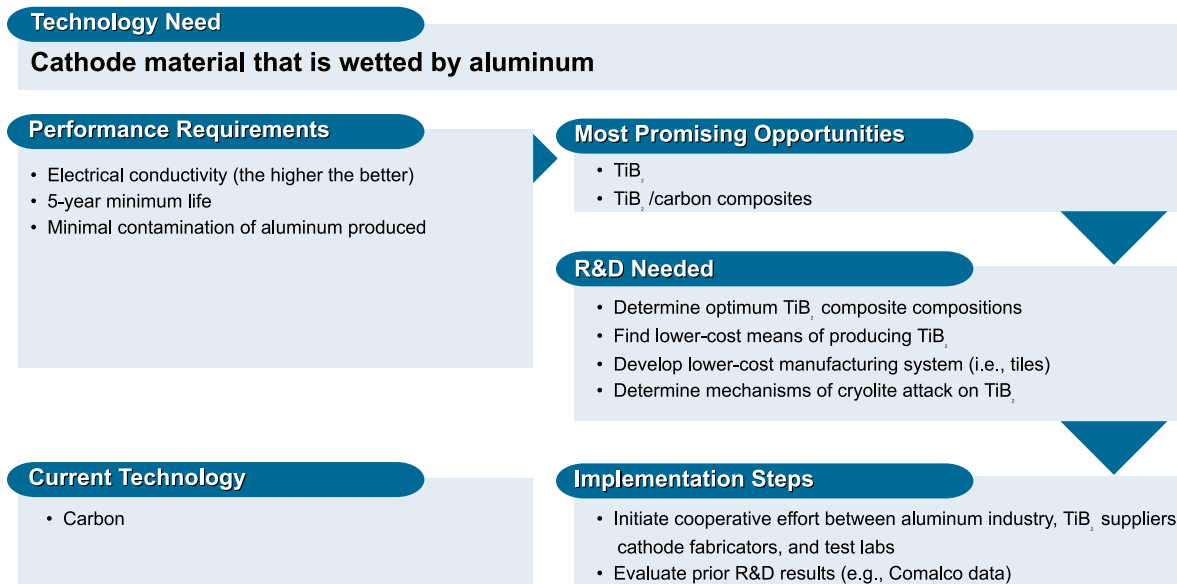 Technology Need
Cathode material that is wetted by aluminum
Performance Requirements
• Electrical conductivity (the higher the better)
• 5-year minimum life
• Minimal contamination of aluminum produced
Most Promising Opportunities
• TiB₂
• TiB₂ /carbon composites
R&D Needed
• Determine optimum TiB₂ composite compositions
• Find lower-cost means of producing TiB₂
• Develop lower-cost manufacturing system (i.e., tiles)
• Determine mechanisms of cryolite attack on TiB₂
Current Technology
• Carbon
Implementation Steps
• Initiate cooperative effort between aluminum industry, TiB₂ suppliers
cathode fabricators, and test labs
• Evaluate prior R&D results (e.g., Comalco data)